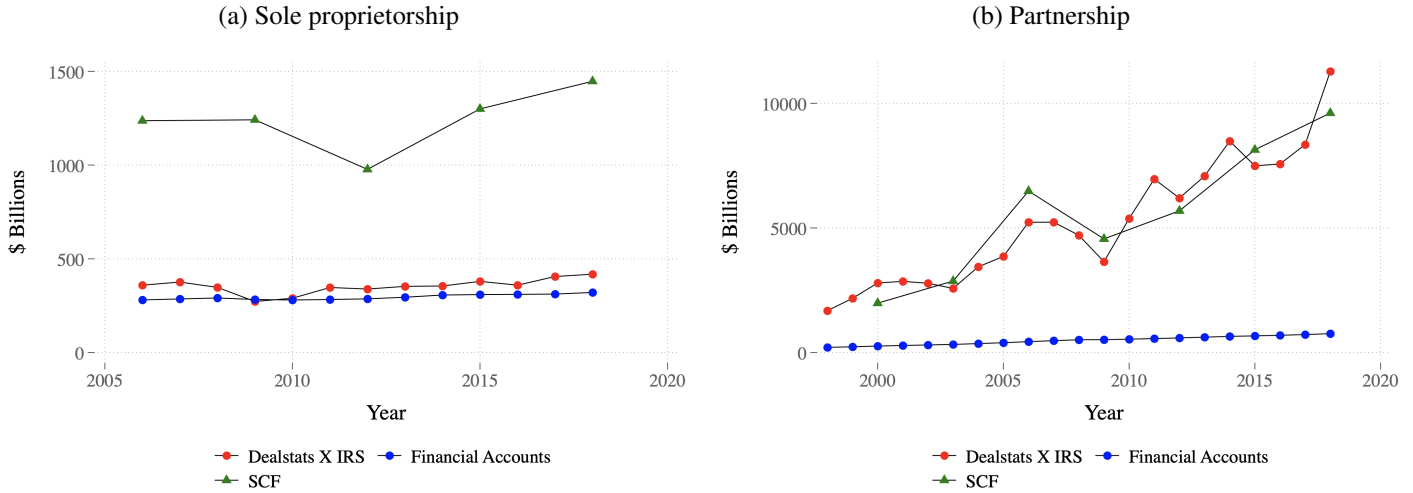 (a) Sole proprietorship
1500
1000
500
0
$ Billions
2005 2010 2015 2020
Year
Dealstats X IRS Financial Accounts
SCF
(b) Partnership
10000
5000
0
$ Billions
2000 2005 2010 2015 2020
Year
Dealstats X IRS Financial Accounts
SCF